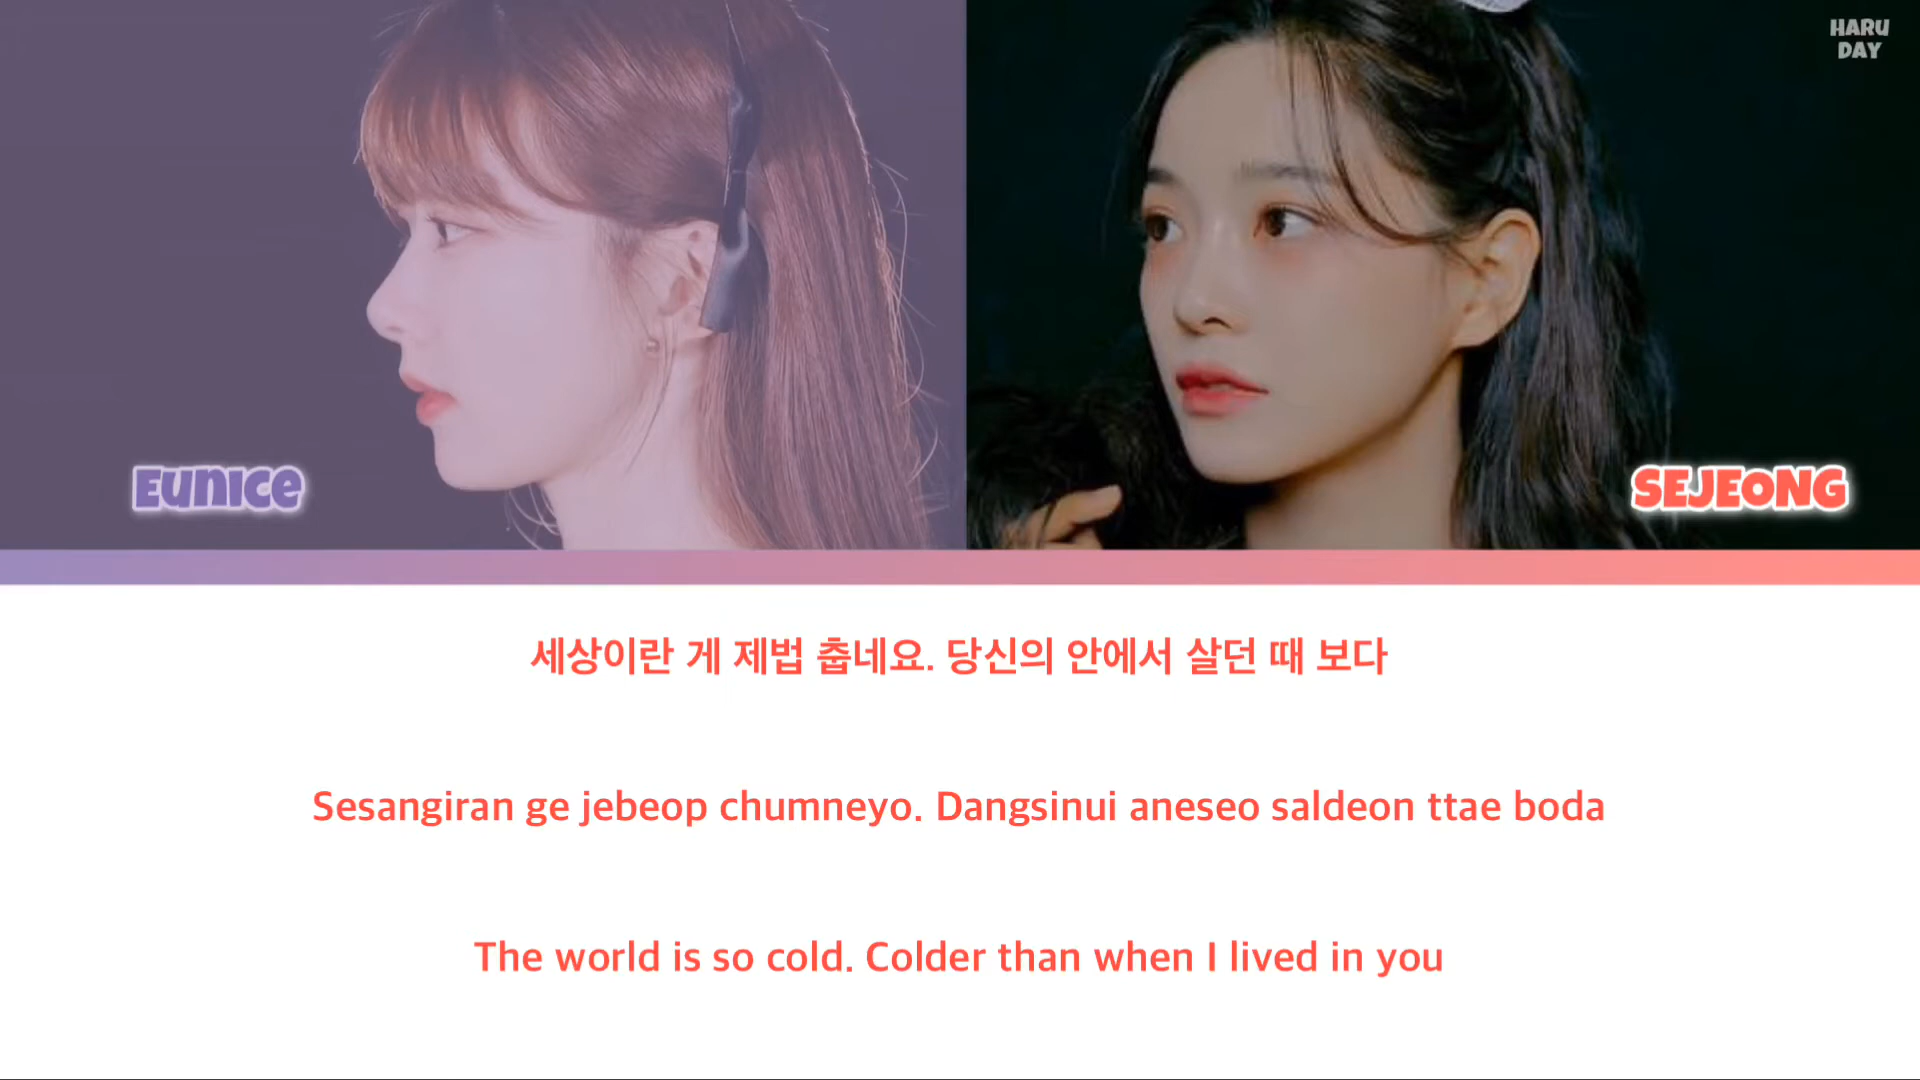 HARU
DAY
EUNICE
SEJEONG
세상이란 게 제법 춥네요. 당신의 안에서 살던 때 보다
Sesangiran ge jebeop chumneyo. Dangsinui aneseo saldeon ttae boda
The world is so cold. Colder than when I lived in you